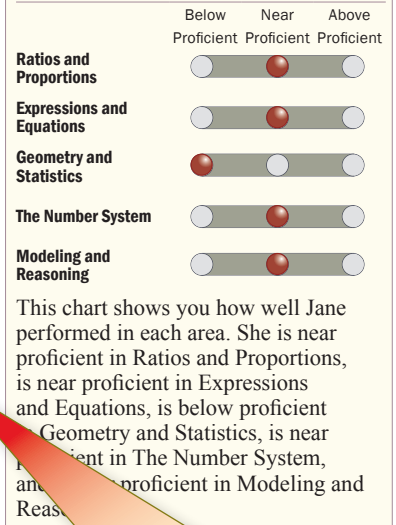 Below Near Above
Proficient Proficient Proficient
Ratios and
Proportions
Expressions and
Equations
Geometry and
Statistics
The Number System
Modeling and
Reasoning
This chart shows you how well Jane
performed in each area. She is near
proficient in Ratios and Proportions,
is near proficient in Expressions
and Equations, is below proficient
Geometry and Statistics, is near
in The Number System,
proficient in Modeling and